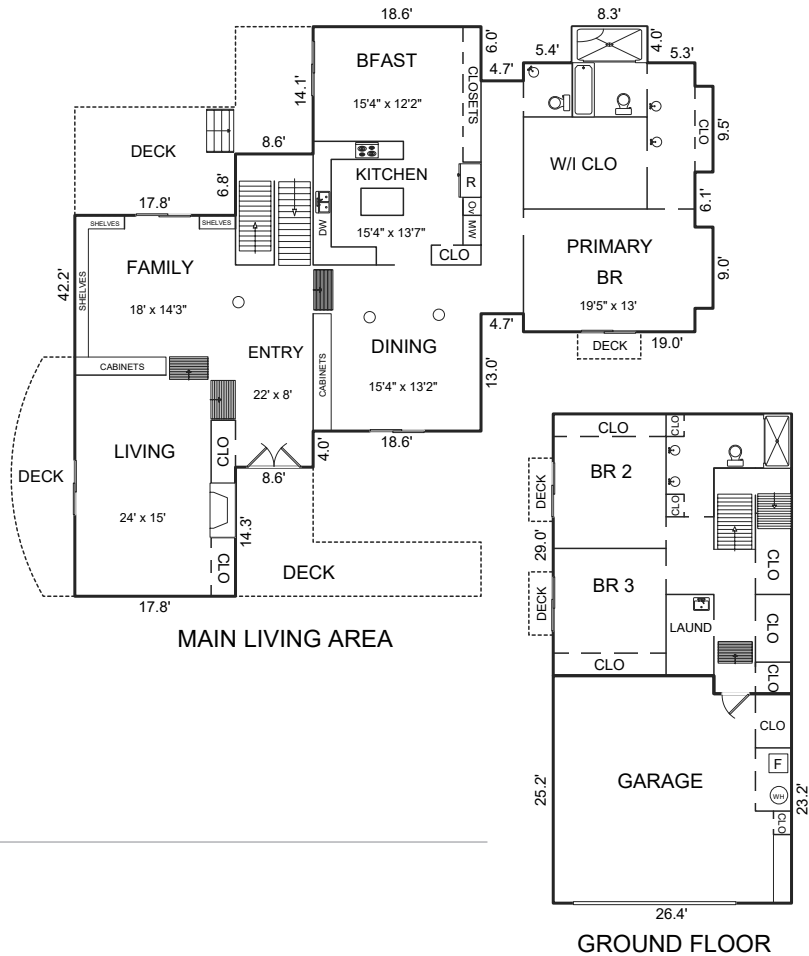 18.6'
8.3'
6.0'
5.4'
4.0'
5.3'
BFAST
4.7'
14.1'
15'4" x 12'2"
CLOSETS
CLO
9.5'
DECK
8.6'
W/I CLO
KITCHEN
R
6.8'
17.8'
DW
Ov
MW
6.1'
SHELVES
SHELVES
15'4" x 13'7"
CLO
PRIMARY
BR
9.0'
42.2'
SHELVES
FAMILY
18' x 14'3"
19'5" x 13'
4.7'
DECK
19.0'
ENTRY
DINING
CABINETS
22' x 8'
CABINETS
15'4" x 13'2"
13.0'
LIVING
CLO
4.0'
18.6'
8.6'
DECK
24' x 15'
14.3'
CLO
DECK
17.8'
MAIN LIVING AREA
CLO
CLO
BR 2
DECK
CLO
29.0'
BR 3
CLO
DECK
LAUND
CLO
CLO
CLO
CLO
GARAGE
F
25.2'
WH
23.2'
CLO
26.4'
GROUND FLOOR